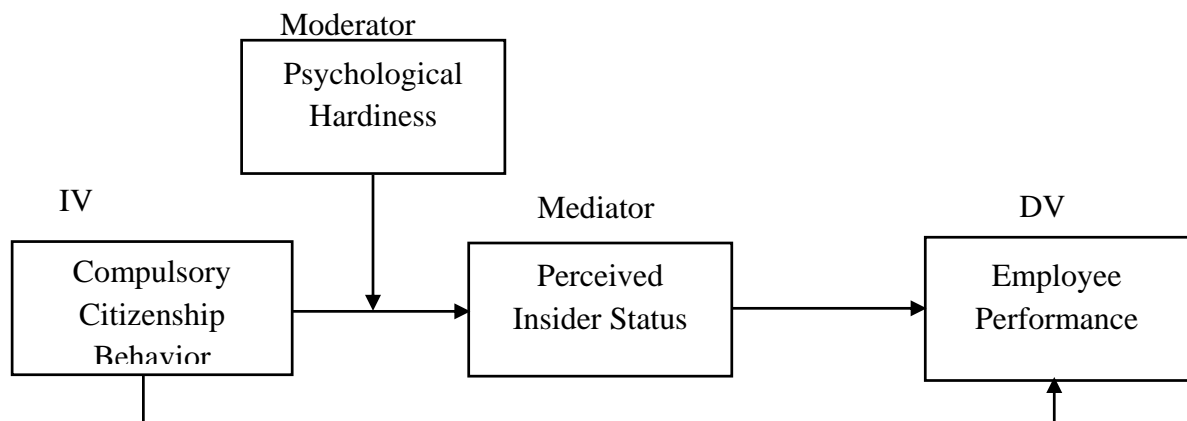 Moderator
Psychological
Hardiness
IV
Mediator
DV
Compulsory
Citizenship
Behavior
Perceived
Insider Status
Employee
Performance